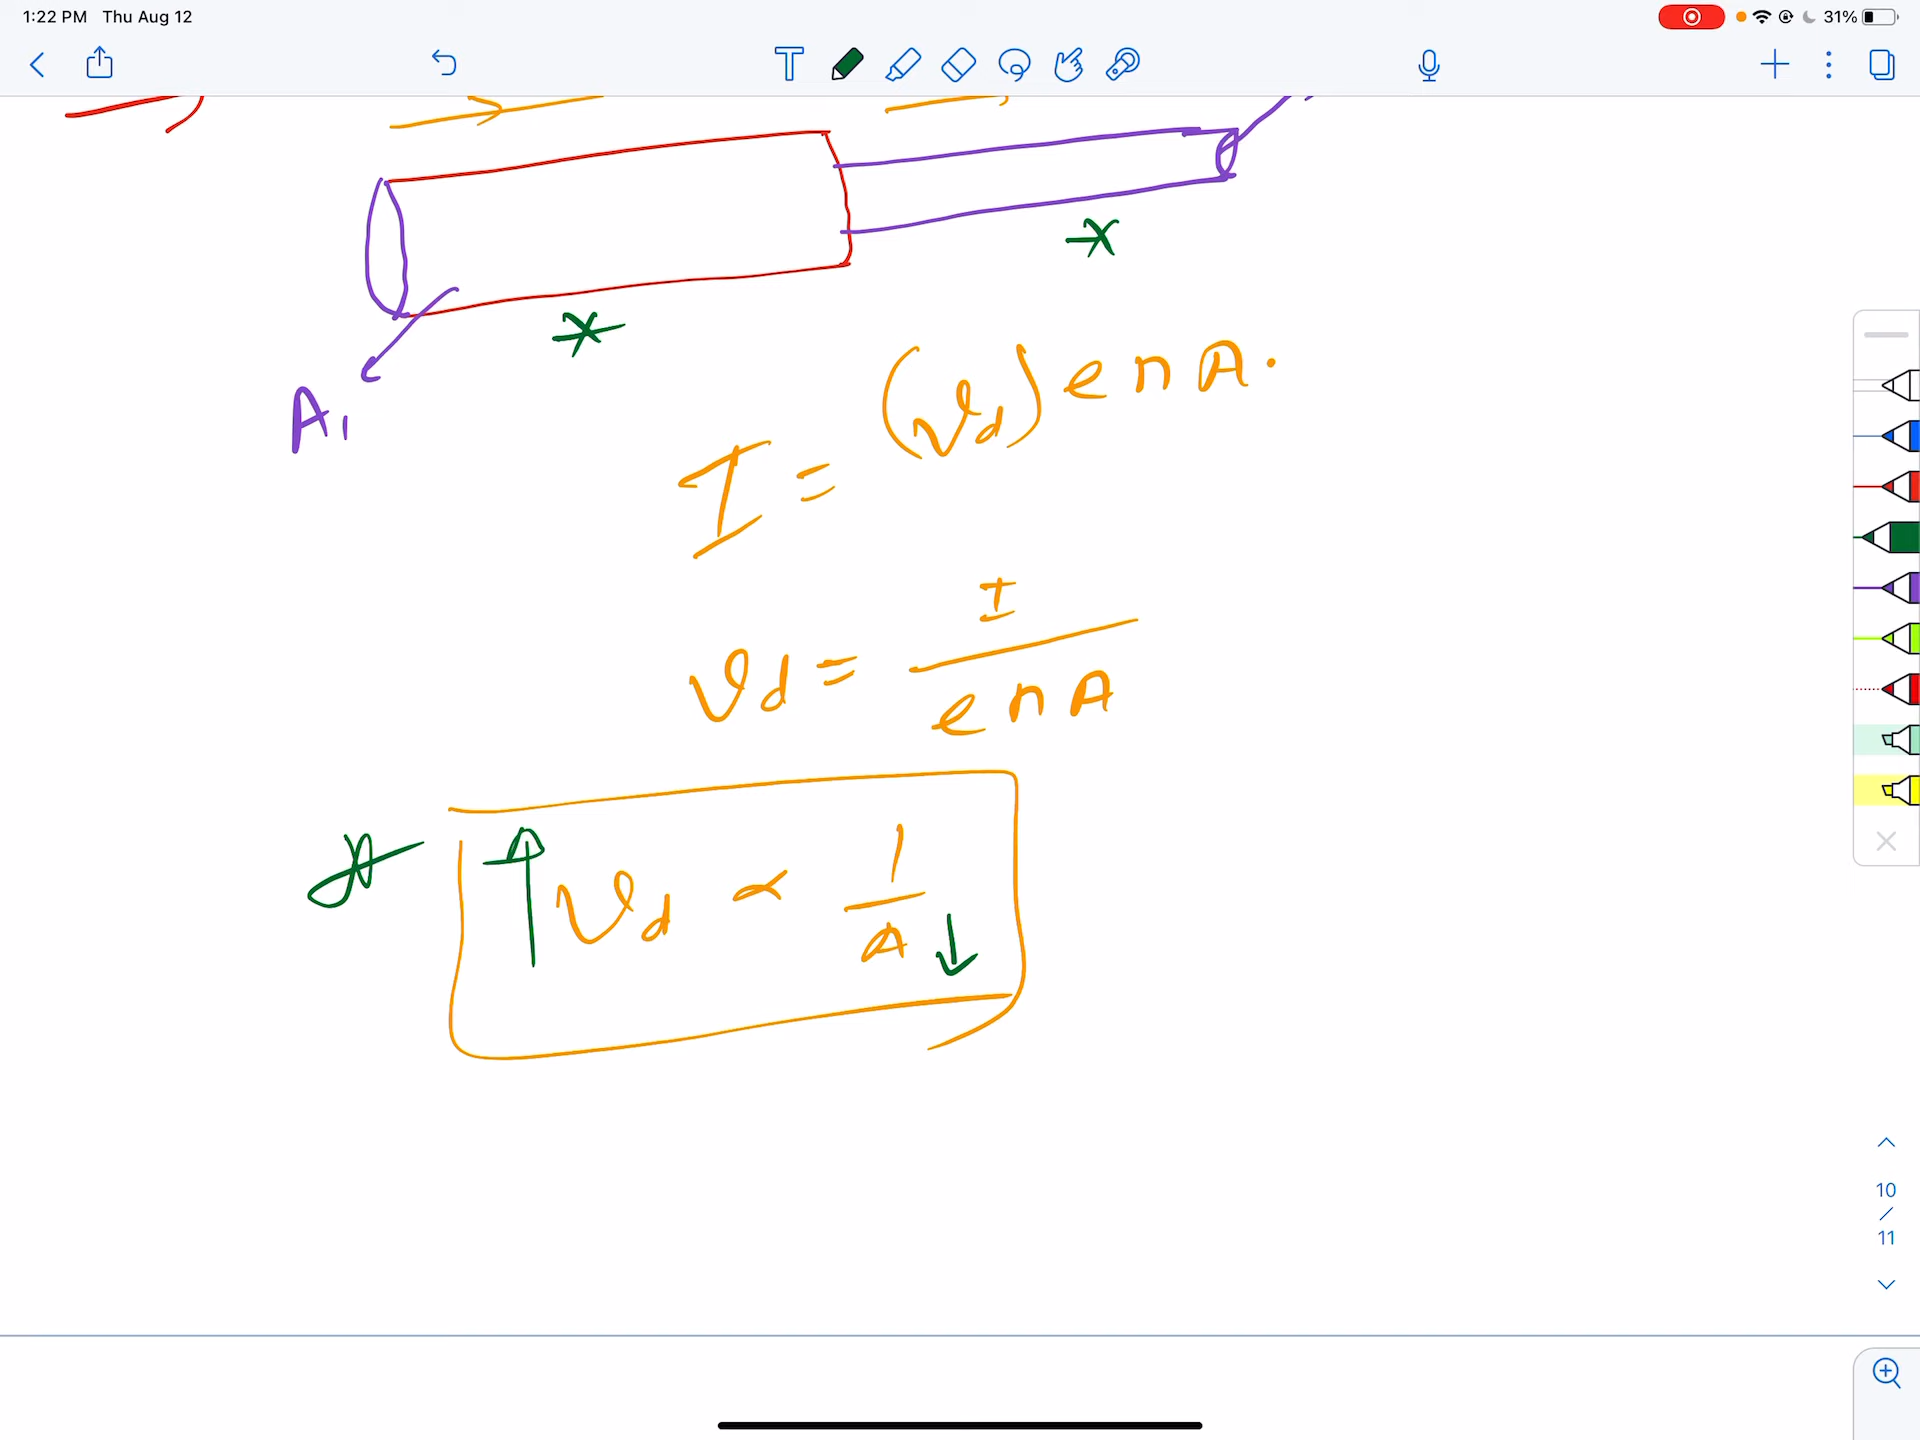 1:22 PM Thu Aug 12
31%
T
A₁
I = (vd) e n A.
vd = I / e n A
vd ∝ 1 / A ↓
10
/
11